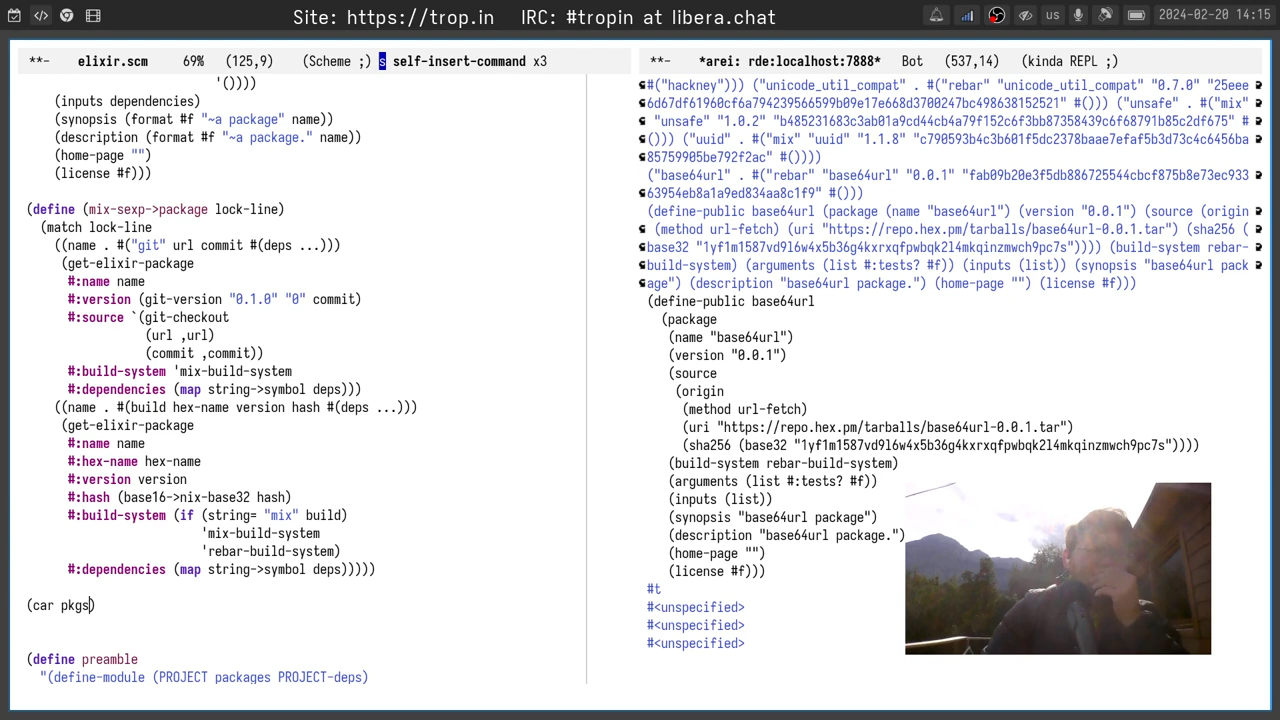 Site: https://trop.in IRC: #tropin at libera.chat
us
2024-02-20 14:15
**- elixir.scm 69% (125,9) (Scheme ;) s self-insert-command x3
'())))
(inputs dependencies)
(synopsis (format #f "~a package" name))
(description (format #f "~a package." name))
(home-page "")
(license #f)))
(define (mix-sexp->package lock-line)
(match lock-line
((name . #("git" url commit #(deps ...)))
(get-elixir-package
#:name name
#:version (git-version "0.1.0" "0" commit)
#:source `(git-checkout
(url ,url)
(commit ,commit))
#:build-system 'mix-build-system
#:dependencies (map string->symbol deps)))
((name . #(build hex-name version hash #(deps ...)))
(get-elixir-package
#:name name
#:hex-name hex-name
#:version version
#:hash (base16->nix-base32 hash)
#:build-system (if (string= "mix" build)
'mix-build-system
'rebar-build-system)
#:dependencies (map string->symbol deps)))))
(car pkgs)
(define preamble
"(define-module (PROJECT packages PROJECT-deps)
**- *arei: rde:localhost:7888* Bot (537,14) (kinda REPL ;)
#("hackney"))) ("unicode_util_compat" . #("rebar" "unicode_util_compat" "0.7.0" "25eee
6d67df61960cf6a794239566599b09e17e668d3700247bc498638152521" #())) ("unsafe" . #("mix"
"unsafe" "1.0.2" "b485231683c3ab01a9cd44cb4a79f152c6f3bb87358439c6f68791b85c2df675" #
())) ("uuid" . #("mix" "uuid" "1.1.8" "c790593b4c3b601f5dc2378baae7efaf5b3d73c4c6456ba
85759905be792f2ac" #())))
("base64url" . #("rebar" "base64url" "0.0.1" "fab09b20e3f5db886725544cbcf875b8e73ec933
63954eb8a1a9ed834aa8c1f9" #()))
(define-public base64url (package (name "base64url") (version "0.0.1") (source (origin
(method url-fetch) (uri "https://repo.hex.pm/tarballs/base64url-0.0.1.tar") (sha256 (
base32 "1yf1m1587vd9l6w4x5b36g4kxrxqfpwbqk2l4mkqinzmwch9pc7s")))) (build-system rebar-
build-system) (arguments (list #:tests? #f)) (inputs (list)) (synopsis "base64url pack
age") (description "base64url package.") (home-page "") (license #f)))
(define-public base64url
(package
(name "base64url")
(version "0.0.1")
(source
(origin
(method url-fetch)
(uri "https://repo.hex.pm/tarballs/base64url-0.0.1.tar")
(sha256 (base32 "1yf1m1587vd9l6w4x5b36g4kxrxqfpwbqk2l4mkqinzmwch9pc7s"))))
(build-system rebar-build-system)
(arguments (list #:tests? #f))
(inputs (list))
(synopsis "base64url package")
(description "base64url package.")
(home-page "")
(license #f)))
#t
#<unspecified>
#<unspecified>
#<unspecified>